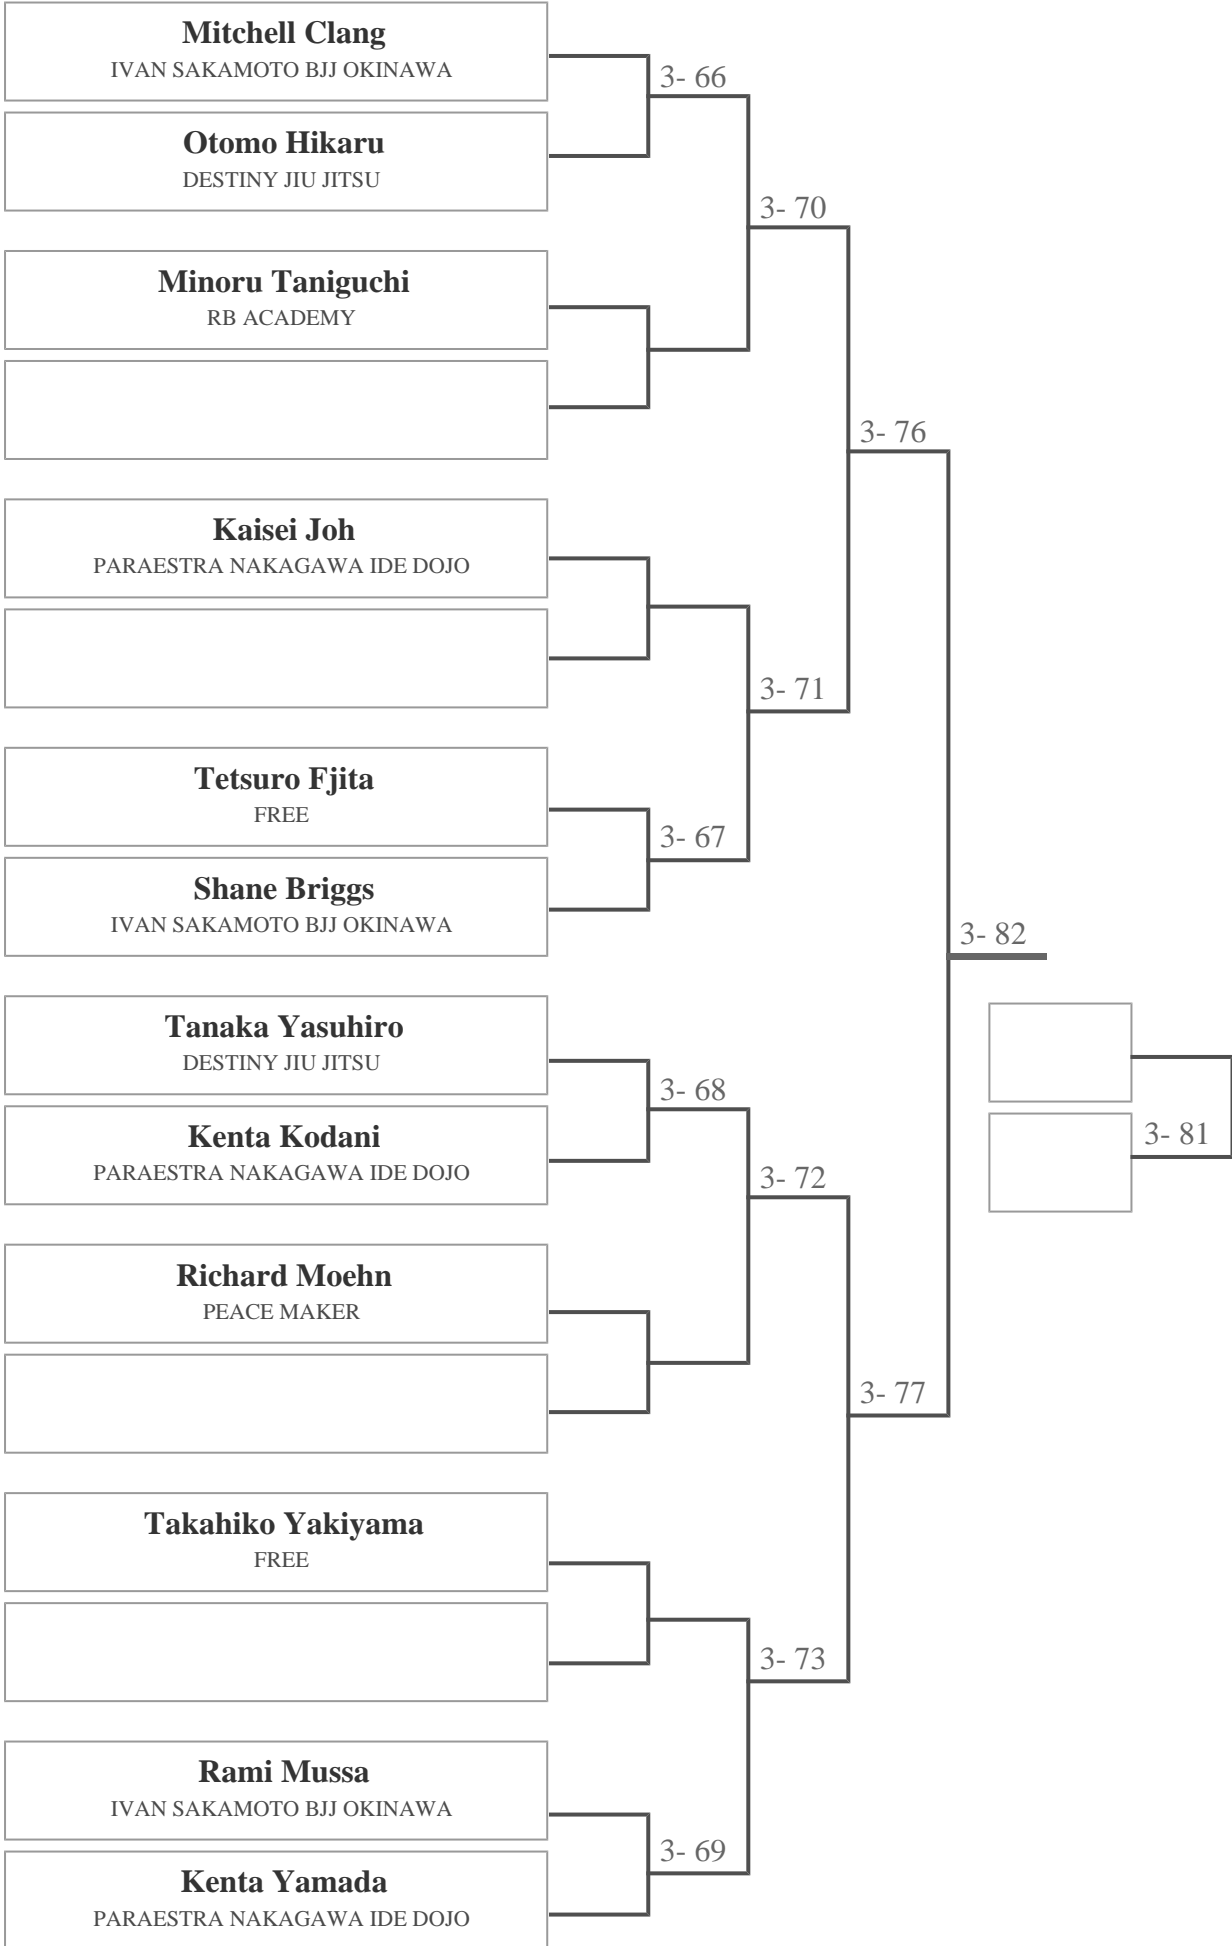 Mitchell Clang
IVAN SAKAMOTO BJJ OKINAWA
3- 66
Otomo Hikaru
DESTINY JIU JITSU
3- 70
Minoru Taniguchi
RB ACADEMY
3- 76
Kaisei Joh
PARAESTRA NAKAGAWA IDE DOJO
3- 71
Tetsuro Fjita
FREE
3- 67
Shane Briggs
IVAN SAKAMOTO BJJ OKINAWA
3- 82
Tanaka Yasuhiro
DESTINY JIU JITSU
3- 68
Kenta Kodani
PARAESTRA NAKAGAWA IDE DOJO
3- 81
3- 72
Richard Moehn
PEACE MAKER
3- 77
Takahiko Yakiyama
FREE
3- 73
Rami Mussa
IVAN SAKAMOTO BJJ OKINAWA
3- 69
Kenta Yamada
PARAESTRA NAKAGAWA IDE DOJO